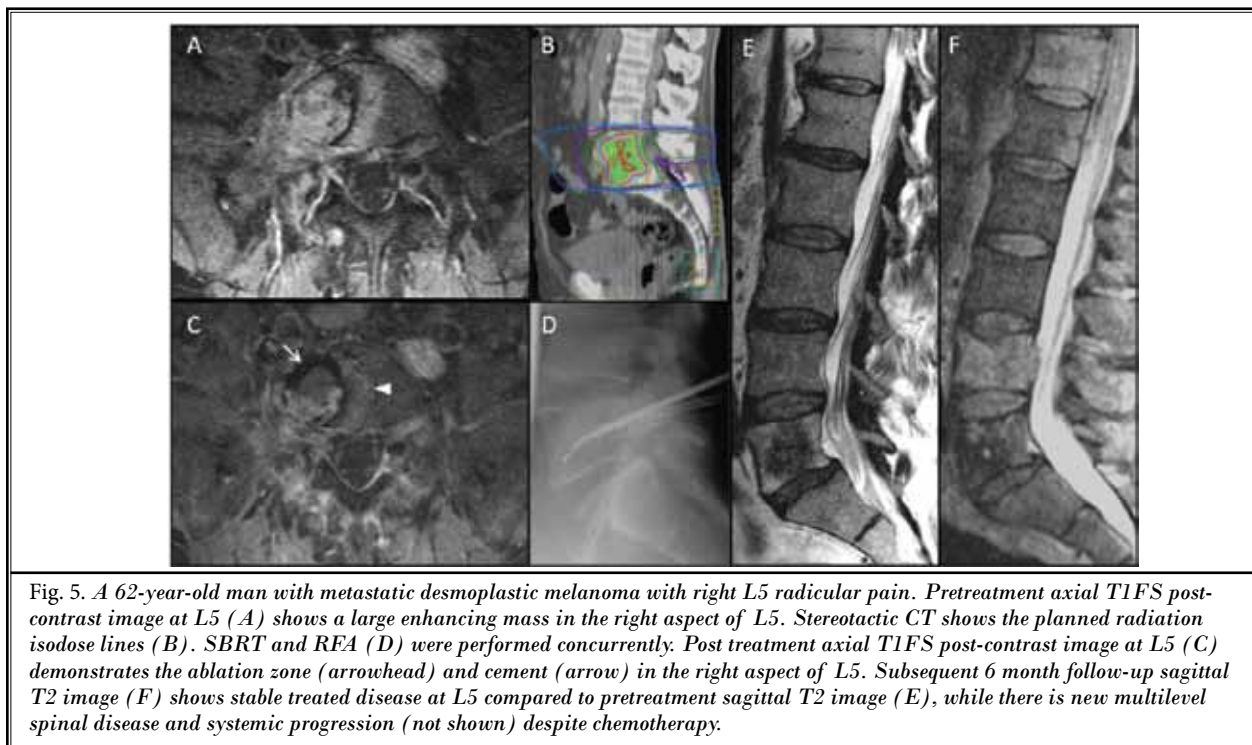 A
B
E
F
C
D
Fig. 5. A 62-year-old man with metastatic desmoplastic melanoma with right L5 radicular pain. Pretreatment axial T1FS post-
contrast image at L5 (A) shows a large enhancing mass in the right aspect of L5. Stereotactic CT shows the planned radiation
isodose lines (B). SBRT and RFA (D) were performed concurrently. Post treatment axial T1FS post-contrast image at L5 (C)
demonstrates the ablation zone (arrowhead) and cement (arrow) in the right aspect of L5. Subsequent 6 month follow-up sagittal
T2 image (F) shows stable treated disease at L5 compared to pretreatment sagittal T2 image (E), while there is new multilevel
spinal disease and systemic progression (not shown) despite chemotherapy.